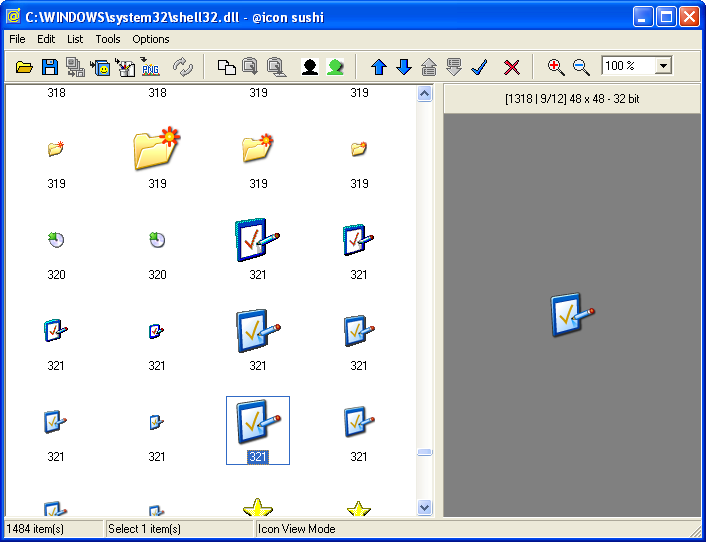 C:\WINDOWS\system32\shell32.dll - @icon sushi
File Edit List Tools Options
PNG 100 %
318 318 319 319
[1318 | 9/12] 48 x 48 - 32 bit
319 319 319 319
320 320 321 321
321 321 321 321
321 321 321 321
1484 item(s) Select 1 item(s) Icon View Mode